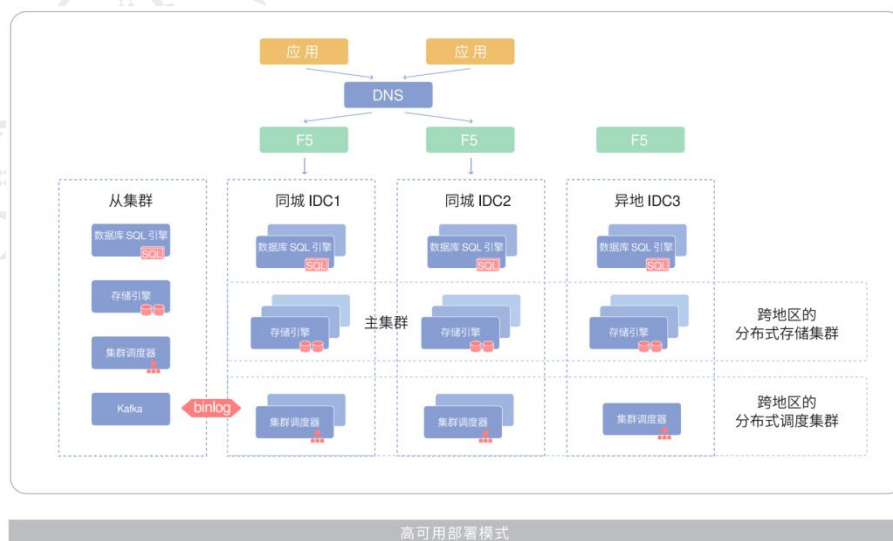 应用
应用
DNS
F5
F5
F5
从集群
同城 IDC1
同城 IDC2
异地 IDC3
数据库 SQL 引擎
SQL
数据库 SQL 引擎
SQL
数据库 SQL 引擎
SQL
数据库 SQL 引擎
SQL
存储引擎
存储引擎
主集群
存储引擎
存储引擎
跨地区的
分布式存储集群
集群调度器
Kafka
binlog
集群调度器
集群调度器
集群调度器
跨地区的
分布式调度集群
高可用部署模式